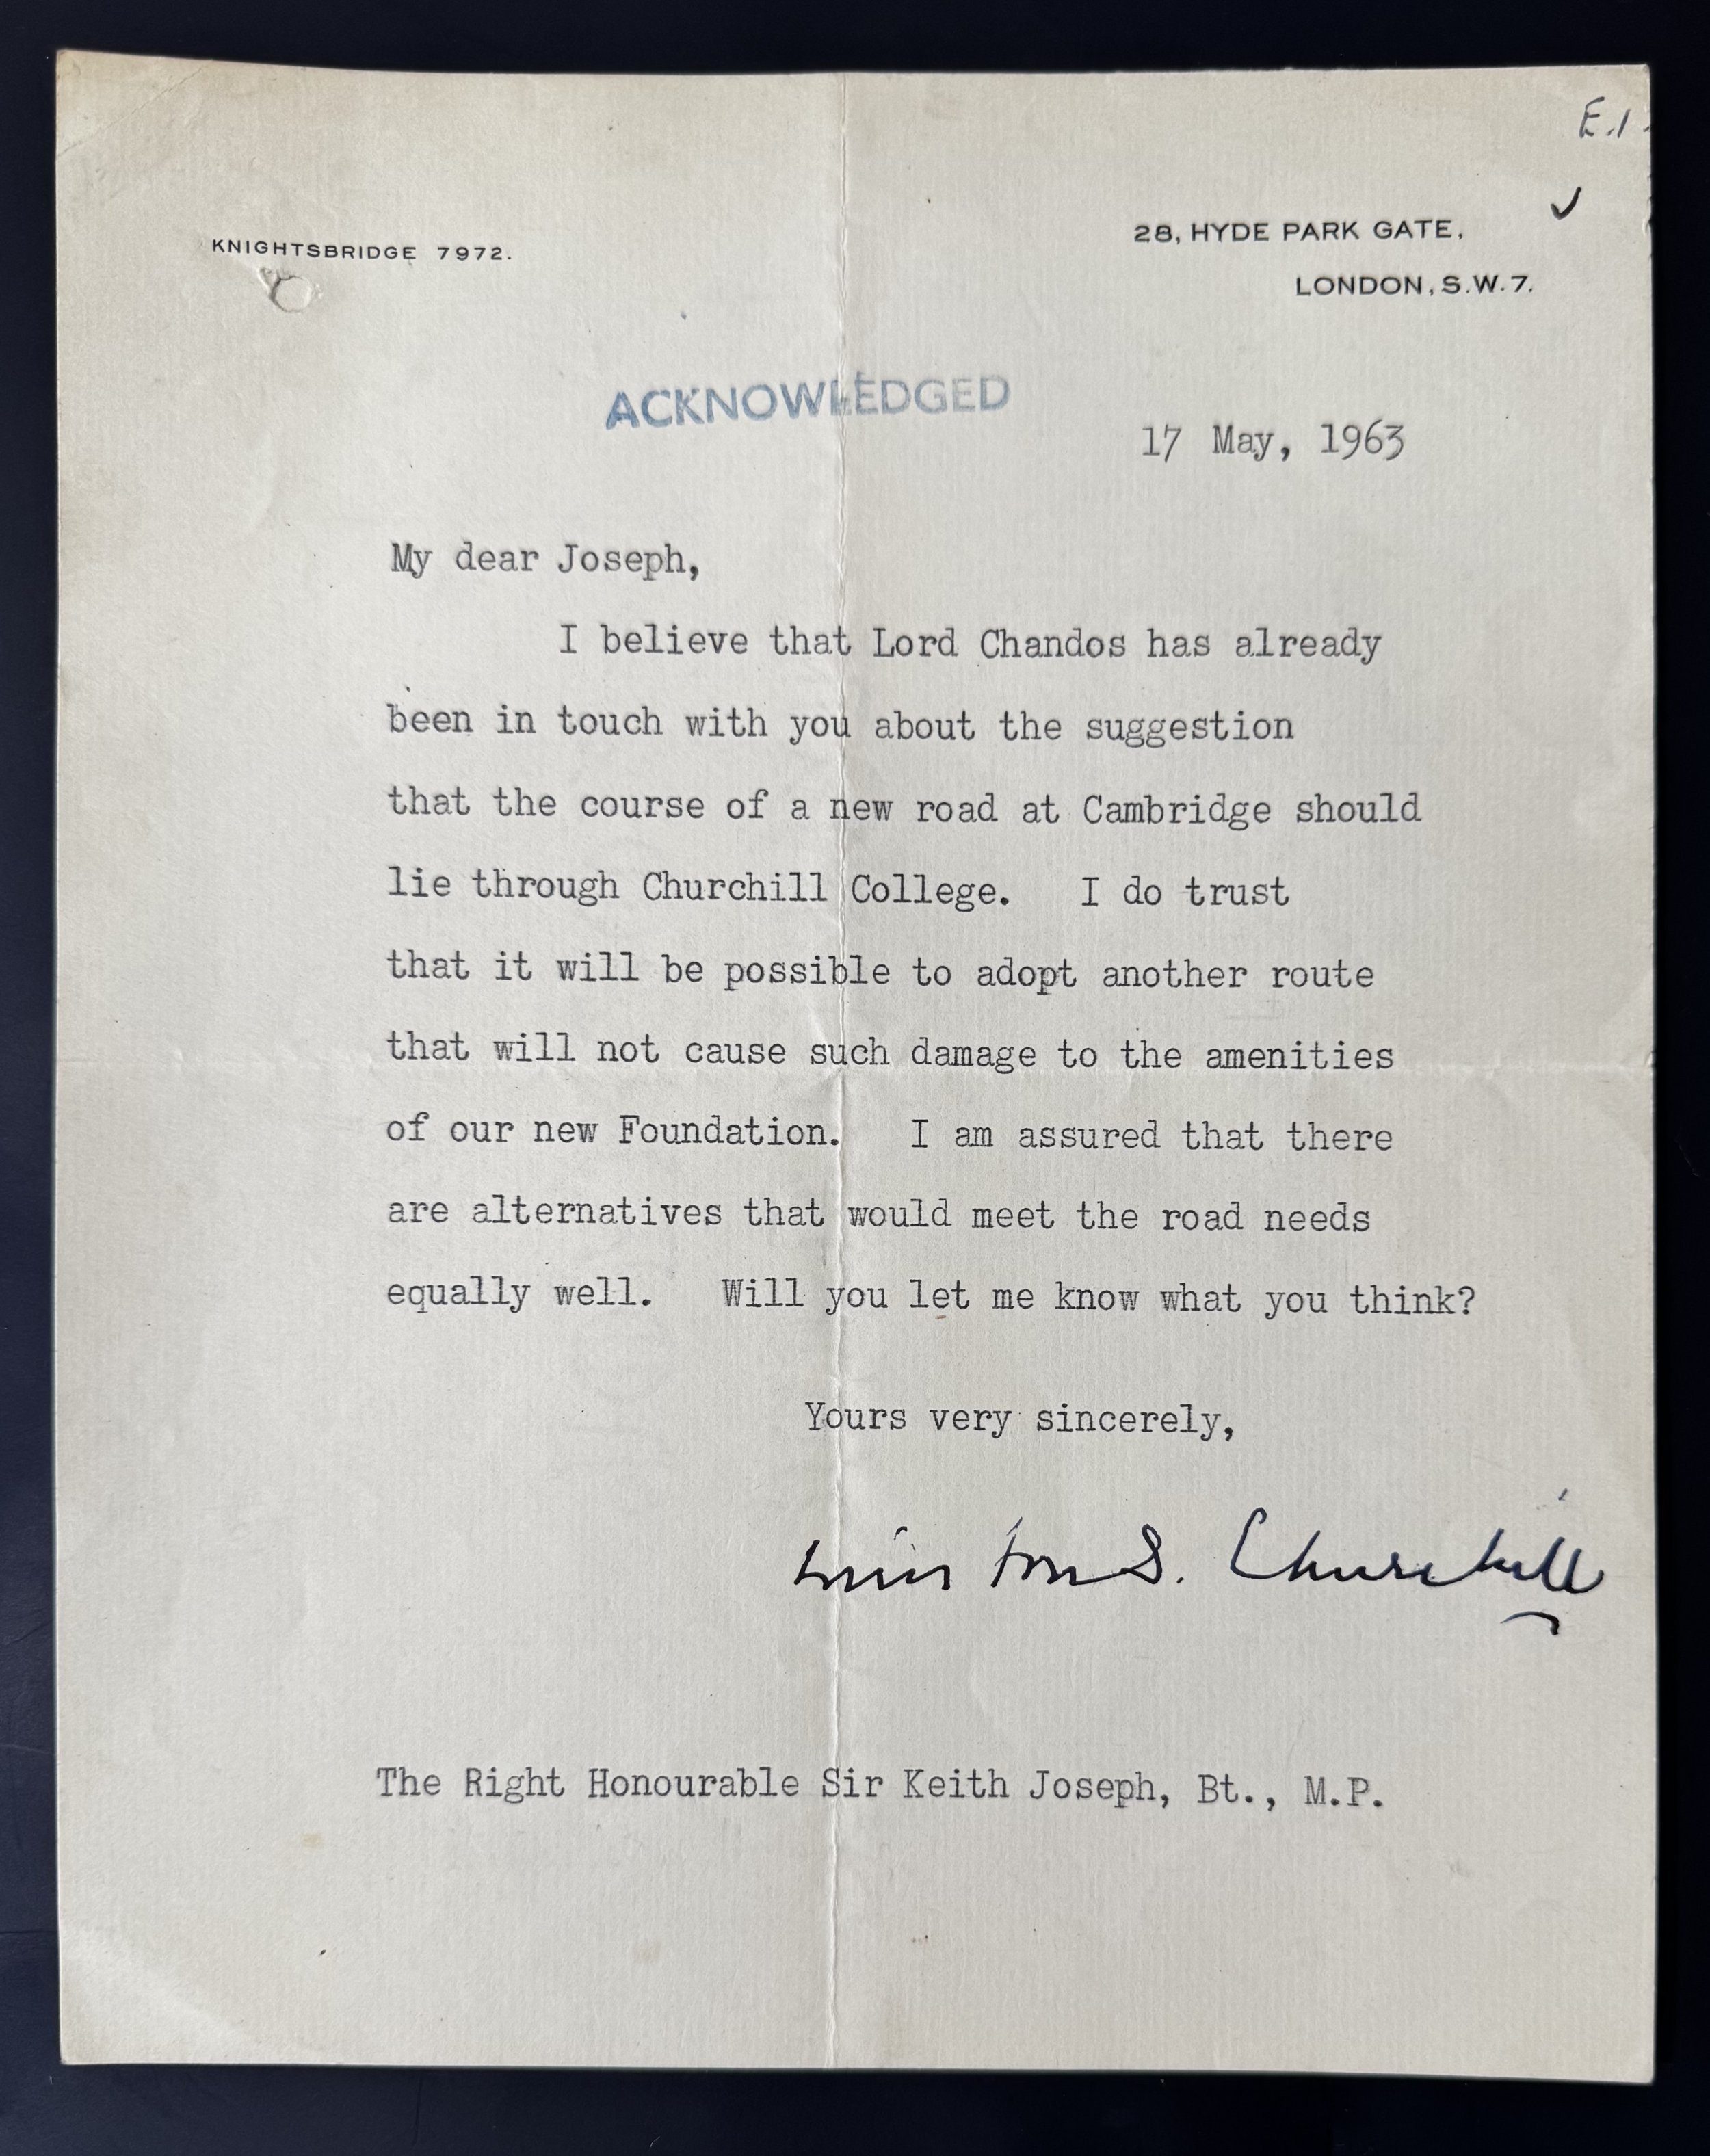 E.1.
KNIGHTSBRIDGE 7972.
28, HYDE PARK GATE,
LONDON, S.W.7.
ACKNOWLEDGED
17 May, 1963
My dear Joseph,
I believe that Lord Chandos has already
been in touch with you about the suggestion
that the course of a new road at Cambridge should
lie through Churchill College. I do trust
that it will be possible to adopt another route
that will not cause such damage to the amenities
of our new Foundation. I am assured that there
are alternatives that would meet the road needs
equally well. Will you let me know what you think?
Yours very sincerely,
Winston S. Churchill
The Right Honourable Sir Keith Joseph, Bt., M.P.